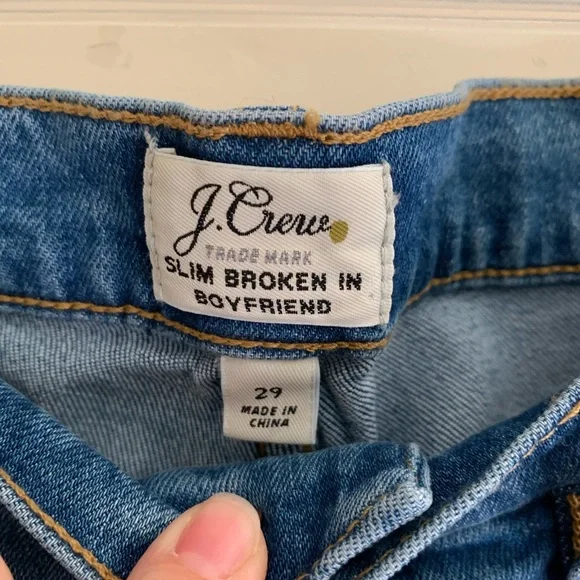 J.Crew.
TRADE MARK
SLIM BROKEN IN
BOYFRIEND
29
MADE IN
CHINA